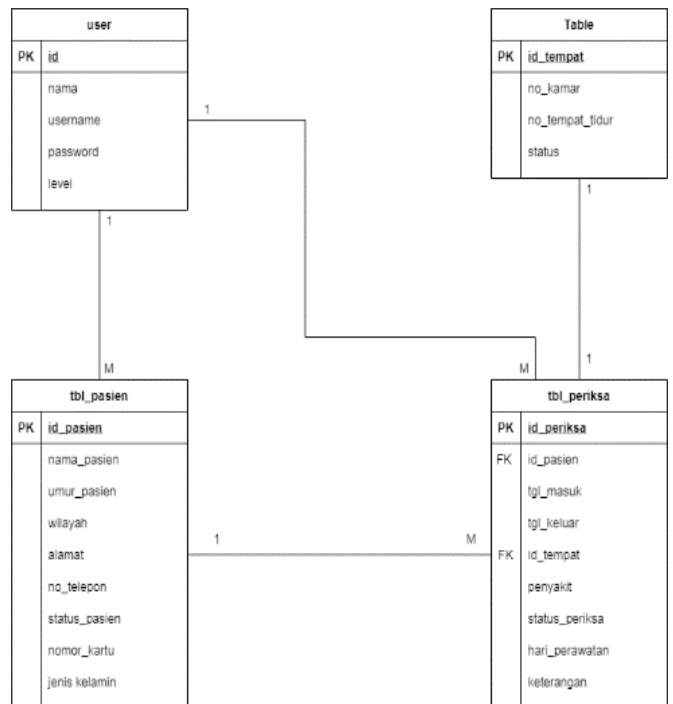 user
PK id
nama
username
password
level
Table
PK id_tempat
no_kamar
no_tempat_tidur
status
1
1
1
M
M
1
tbl_pasien
PK id_pasien
nama_pasien
umur_pasien
wilayah
alamat
no_telepon
status_pasien
nomor_kartu
jenis kelamin
1
M
tbl_periksa
PK id_periksa
FK id_pasien
tgl_masuk
tgl_keluar
FK id_tempat
penyakit
status_periksa
hari_perawatan
keterangan